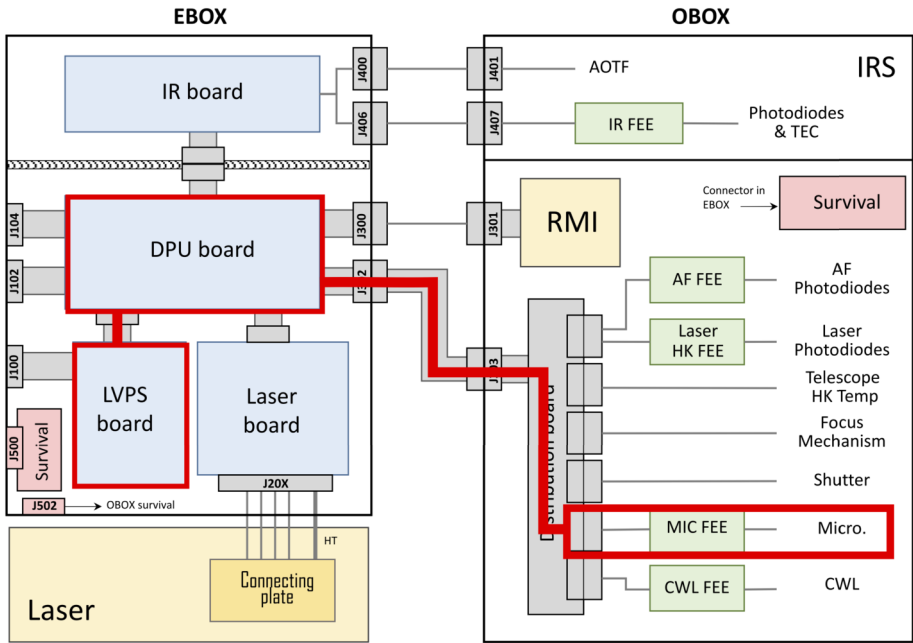 EBOX
OBOX
IR board
J400
J401
AOTF
IRS
J406
J407
IR FEE
Photodiodes
& TEC
J104
DPU board
J300
J301
RMI
Connector in
EBOX
Survival
J102
AF FEE
AF
Photodiodes
J100
LVPS
board
Laser
board
Laser
HK FEE
Laser
Photodiodes
Telescope
HK Temp
Focus
Mechanism
J500
Survival
Shutter
J20X
J502
OBOX survival
MIC FEE
Micro.
HT
Laser
Connecting
plate
CWL FEE
CWL
board